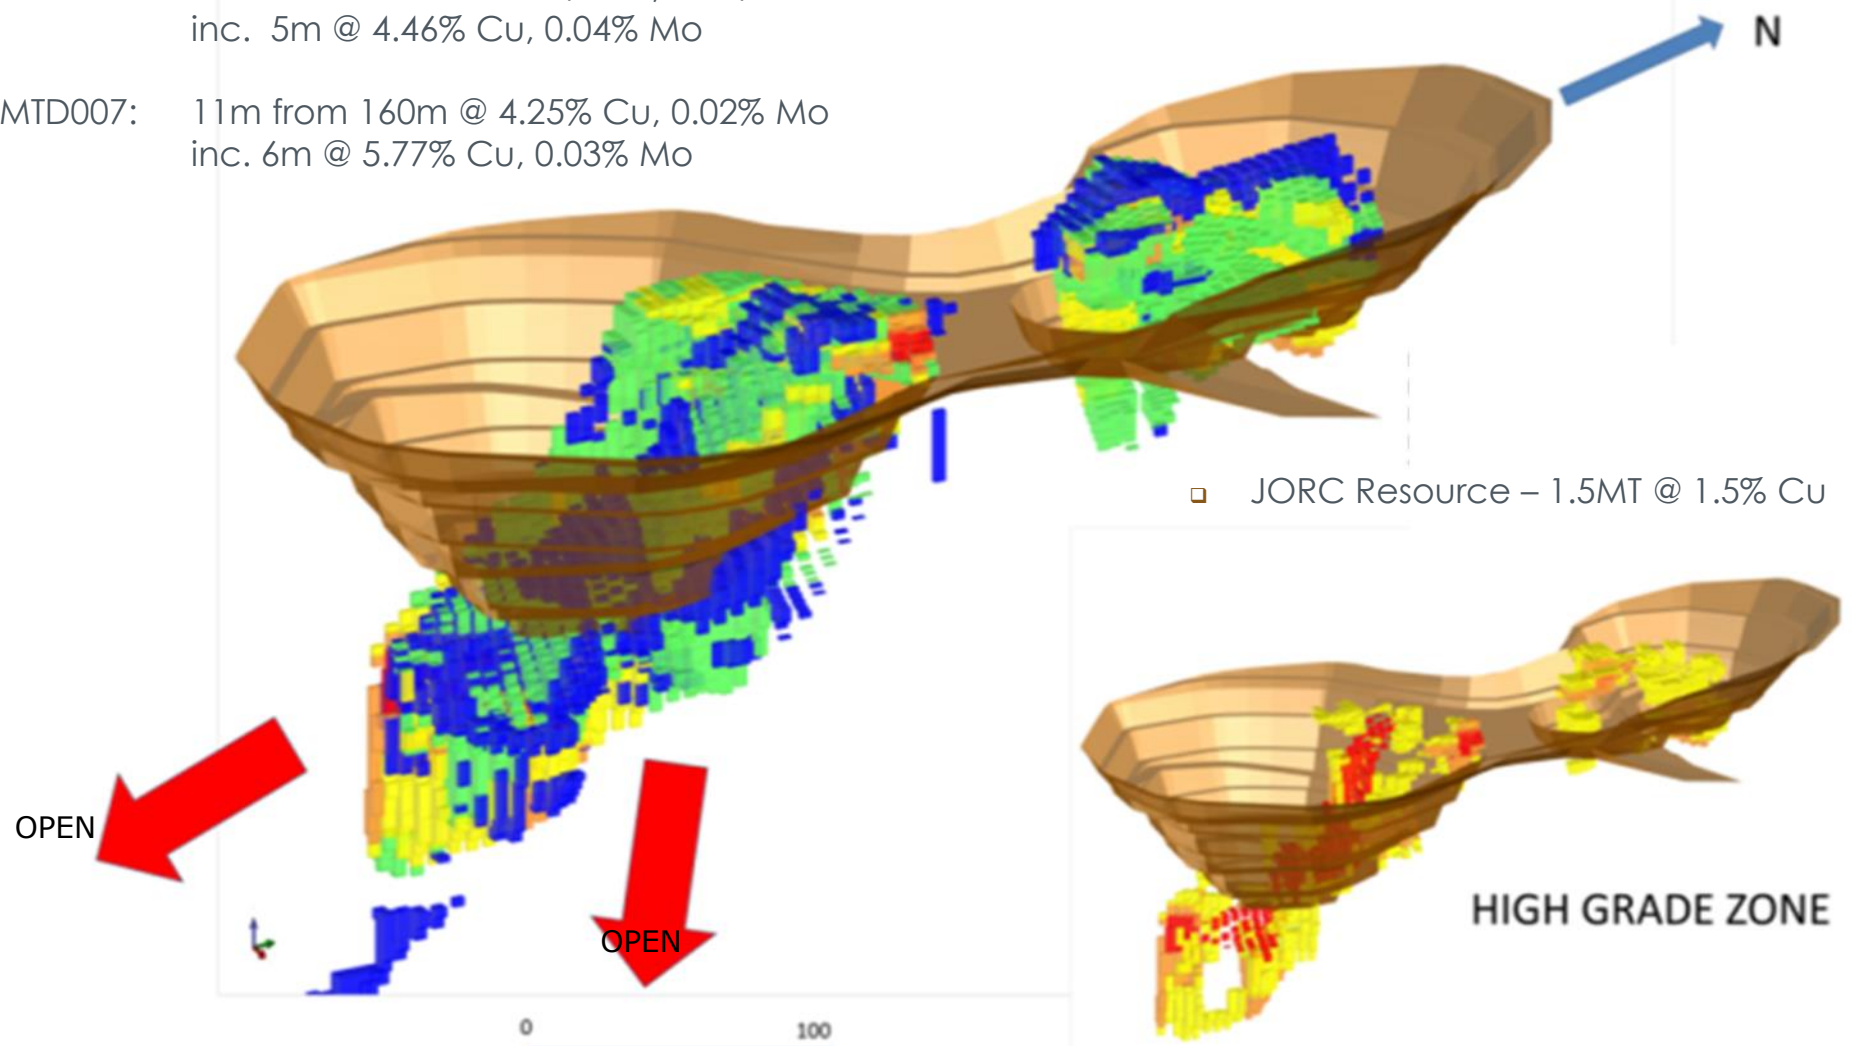 inc. 5m @ 4.46% Cu, 0.04% Mo
MTD007: 11m from 160m @ 4.25% Cu, 0.02% Mo
inc. 6m @ 5.77% Cu, 0.03% Mo
N
JORC Resource – 1.5MT @ 1.5% Cu
OPEN
OPEN
HIGH GRADE ZONE
0 100